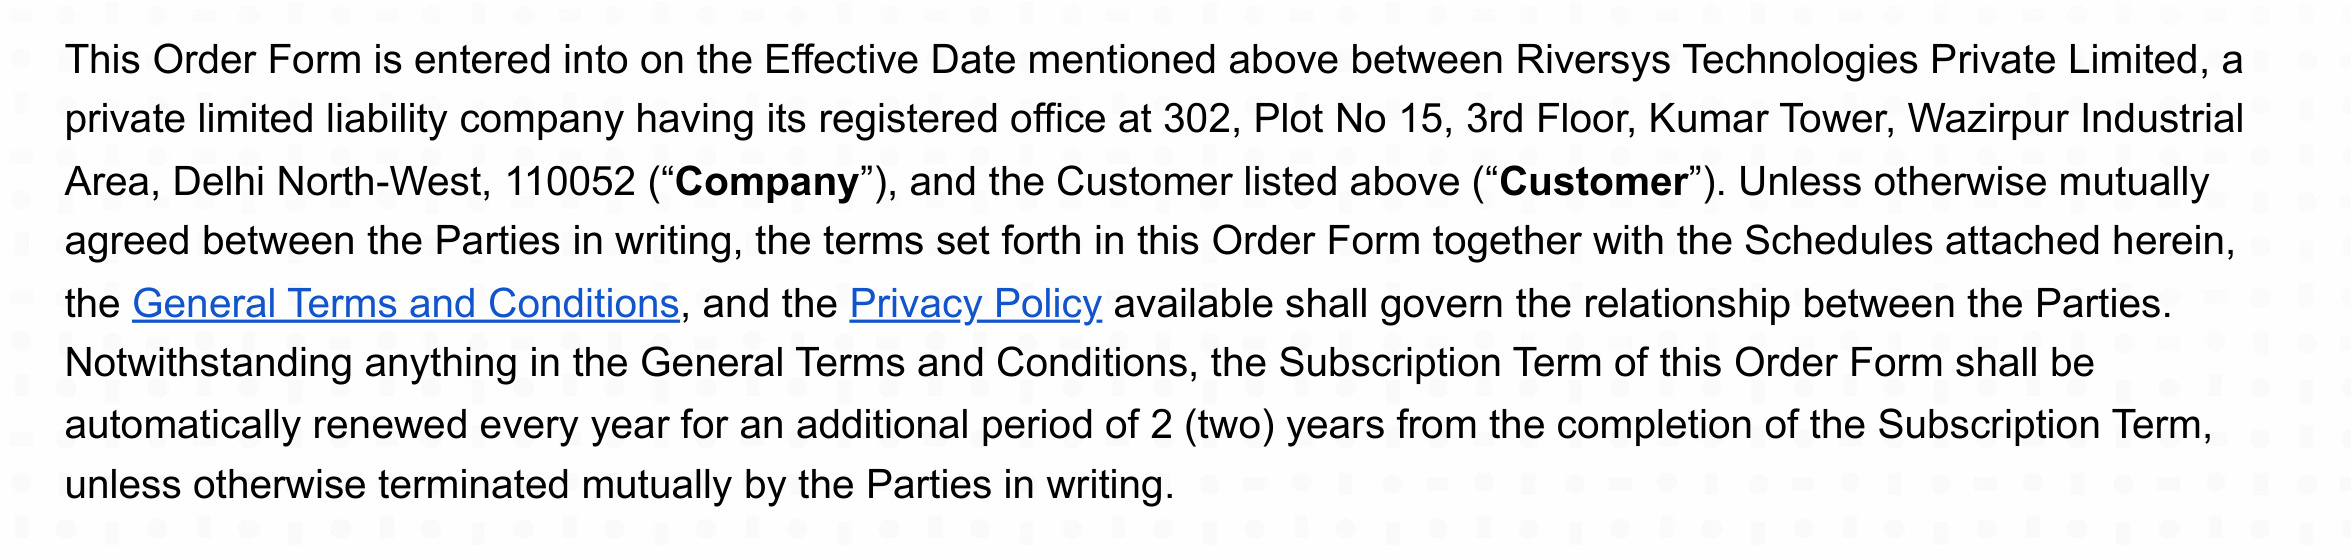 This Order Form is entered into on the Effective Date mentioned above between Riversys Technologies Private Limited, a
private limited liability company having its registered office at 302, Plot No 15, 3rd Floor, Kumar Tower, Wazirpur Industrial
Area, Delhi North-West, 110052 (“Company”), and the Customer listed above (“Customer”). Unless otherwise mutually
agreed between the Parties in writing, the terms set forth in this Order Form together with the Schedules attached herein,
the General Terms and Conditions, and the Privacy Policy available shall govern the relationship between the Parties.
Notwithstanding anything in the General Terms and Conditions, the Subscription Term of this Order Form shall be
automatically renewed every year for an additional period of 2 (two) years from the completion of the Subscription Term,
unless otherwise terminated mutually by the Parties in writing.